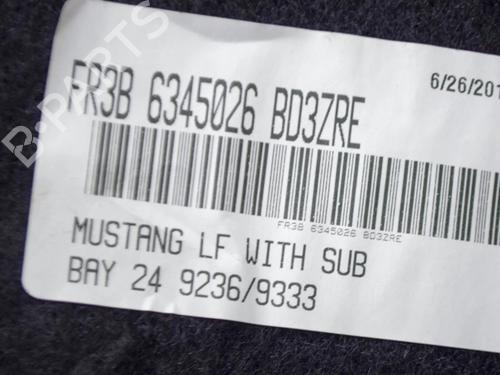 B-PARTS
FR3B 6345026 BD3ZRE
6/26/201
FR3B 6345026 BD3ZRE
MUSTANG LF WITH SUB
BAY 24 9236/9333